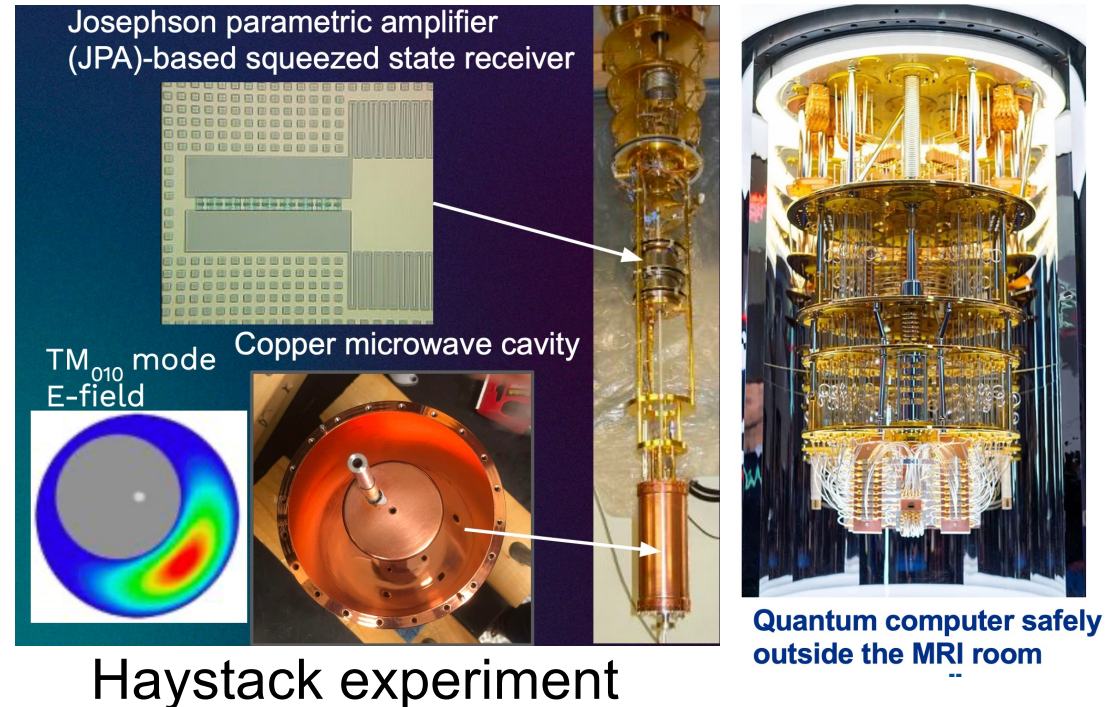 Josephson parametric amplifier
(JPA)-based squeezed state receiver
Copper microwave cavity
TM₀₁₀ mode
E-field
Haystack experiment
Quantum computer safely
outside the MRI room